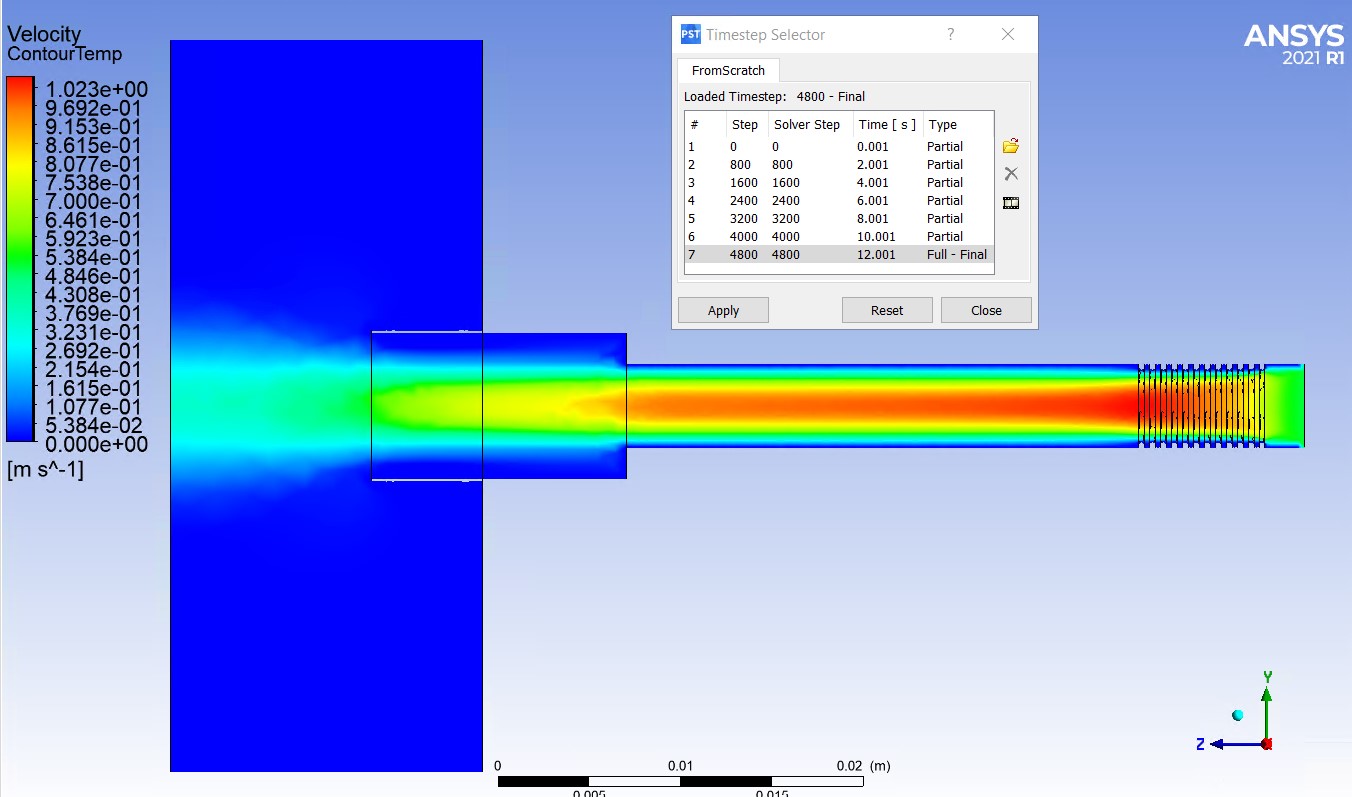 Velocity
ContourTemp
1.023e+00
9.692e-01
9.153e-01
8.615e-01
8.077e-01
7.538e-01
7.000e-01
6.461e-01
5.923e-01
5.384e-01
4.846e-01
4.308e-01
3.769e-01
3.231e-01
2.692e-01
2.154e-01
1.615e-01
1.077e-01
5.384e-02
0.000e+00
[m s^-1]
PST Timestep Selector ?
FromScratch
Loaded Timestep: 4800 - Final
# Step Solver Step Time [ s ] Type
1 0 0 0.001 Partial
2 800 800 2.001 Partial
3 1600 1600 4.001 Partial
4 2400 2400 6.001 Partial
5 3200 3200 8.001 Partial
6 4000 4000 10.001 Partial
7 4800 4800 12.001 Full - Final
Apply Reset Close
ANSYS
2021 R1
Y
Z
0 0.01 0.02 (m)
0.005 0.015